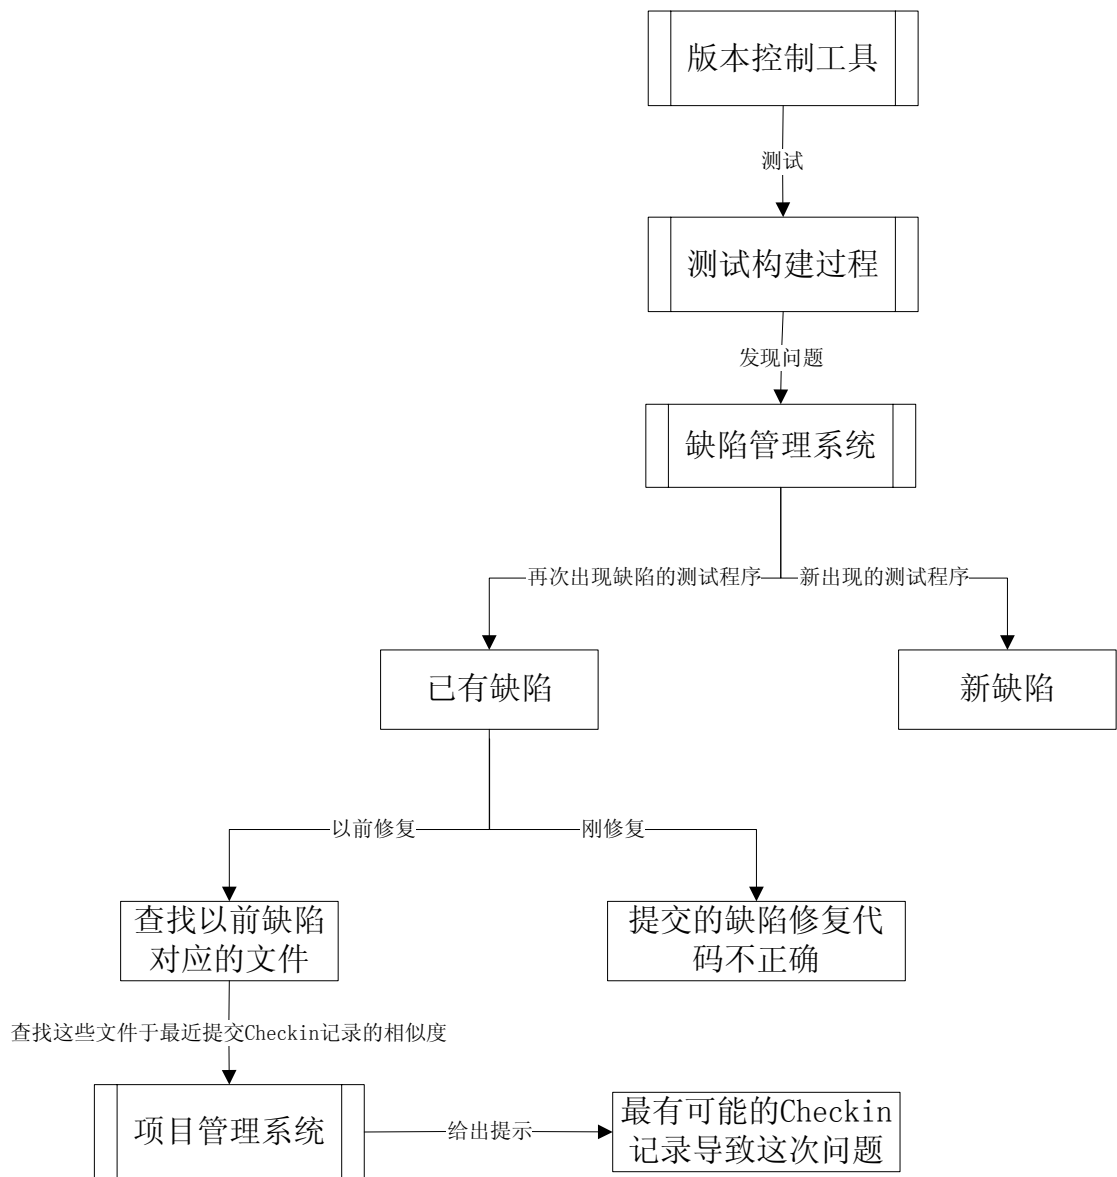 版本控制工具
测试
测试构建过程
发现问题
缺陷管理系统
再次出现缺陷的测试程序
新出现的测试程序
已有缺陷
新缺陷
以前修复
刚修复
查找以前缺陷
对应的文件
提交的缺陷修复代
码不正确
查找这些文件于最近提交Checkin记录的相似度
项目管理系统
给出提示
最有可能的Checkin
记录导致这次问题